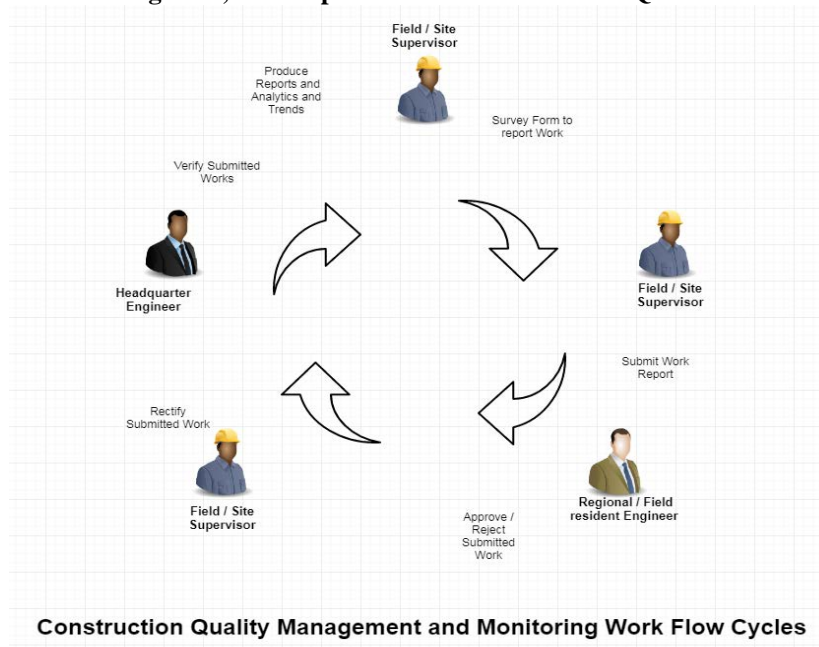 Field / Site
Supervisor
Produce
Reports and
Analytics and
Trends
Survey Form to
report Work
Verify Submitted
Works
Headquarter
Engineer
Field / Site
Supervisor
Submit Work
Report
Rectify
Submitted Work
Field / Site
Supervisor
Regional / Field
resident Engineer
Approve /
Reject
Submitted
Work
Construction Quality Management and Monitoring Work Flow Cycles